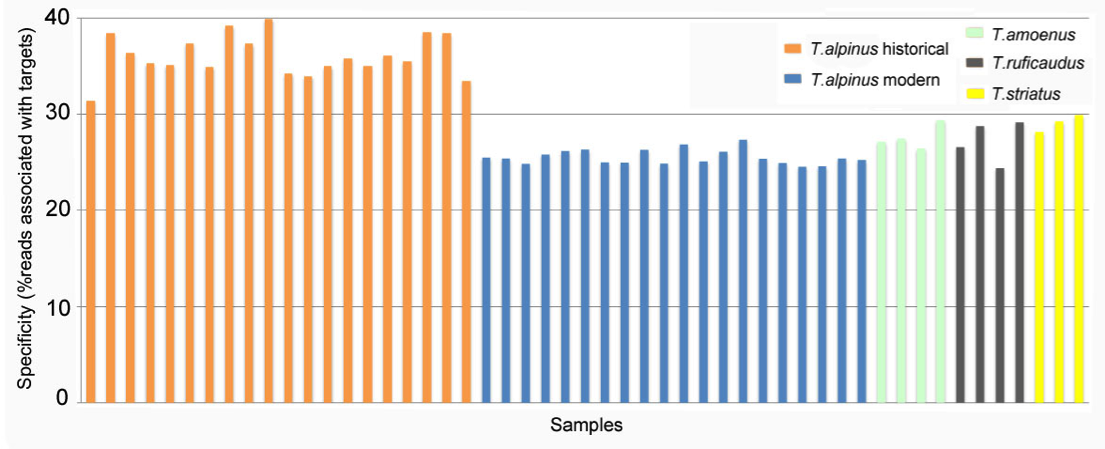 Specificity (%reads associated with targets)
40
30
20
10
0
T.alpinus historical
T.alpinus modern
T.amoenus
T.ruficaudus
T.striatus
Samples